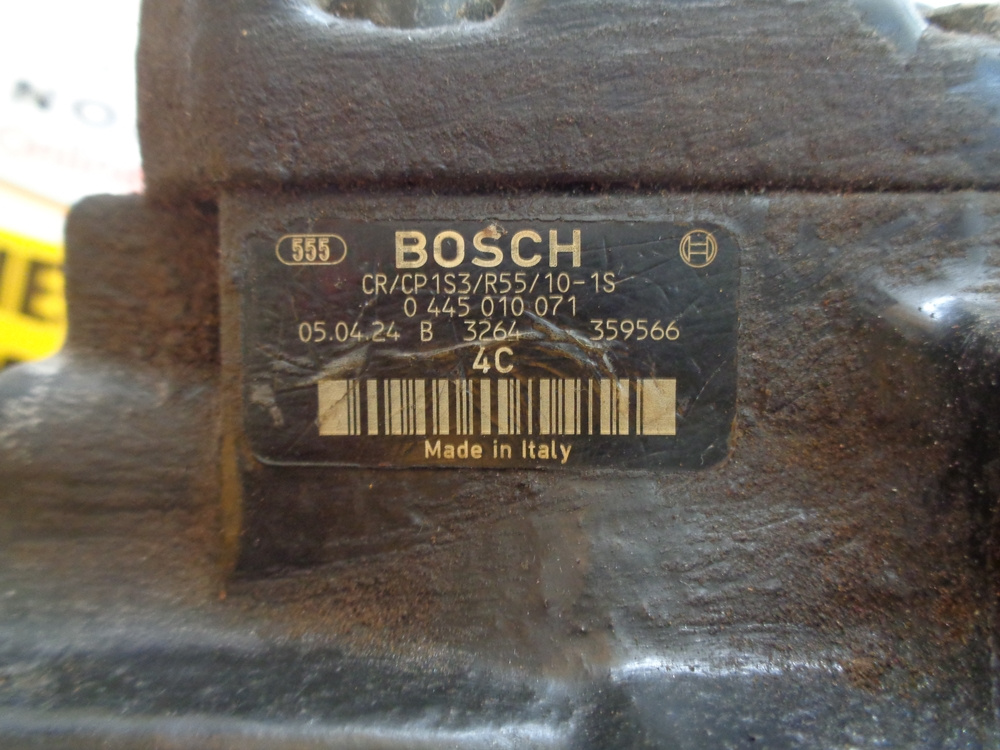 NO
555
BOSCH
CR/CP1S3/R55/10-1S
0 445 010 071
05.04.24 B 3264 359566
4C
Made in Italy